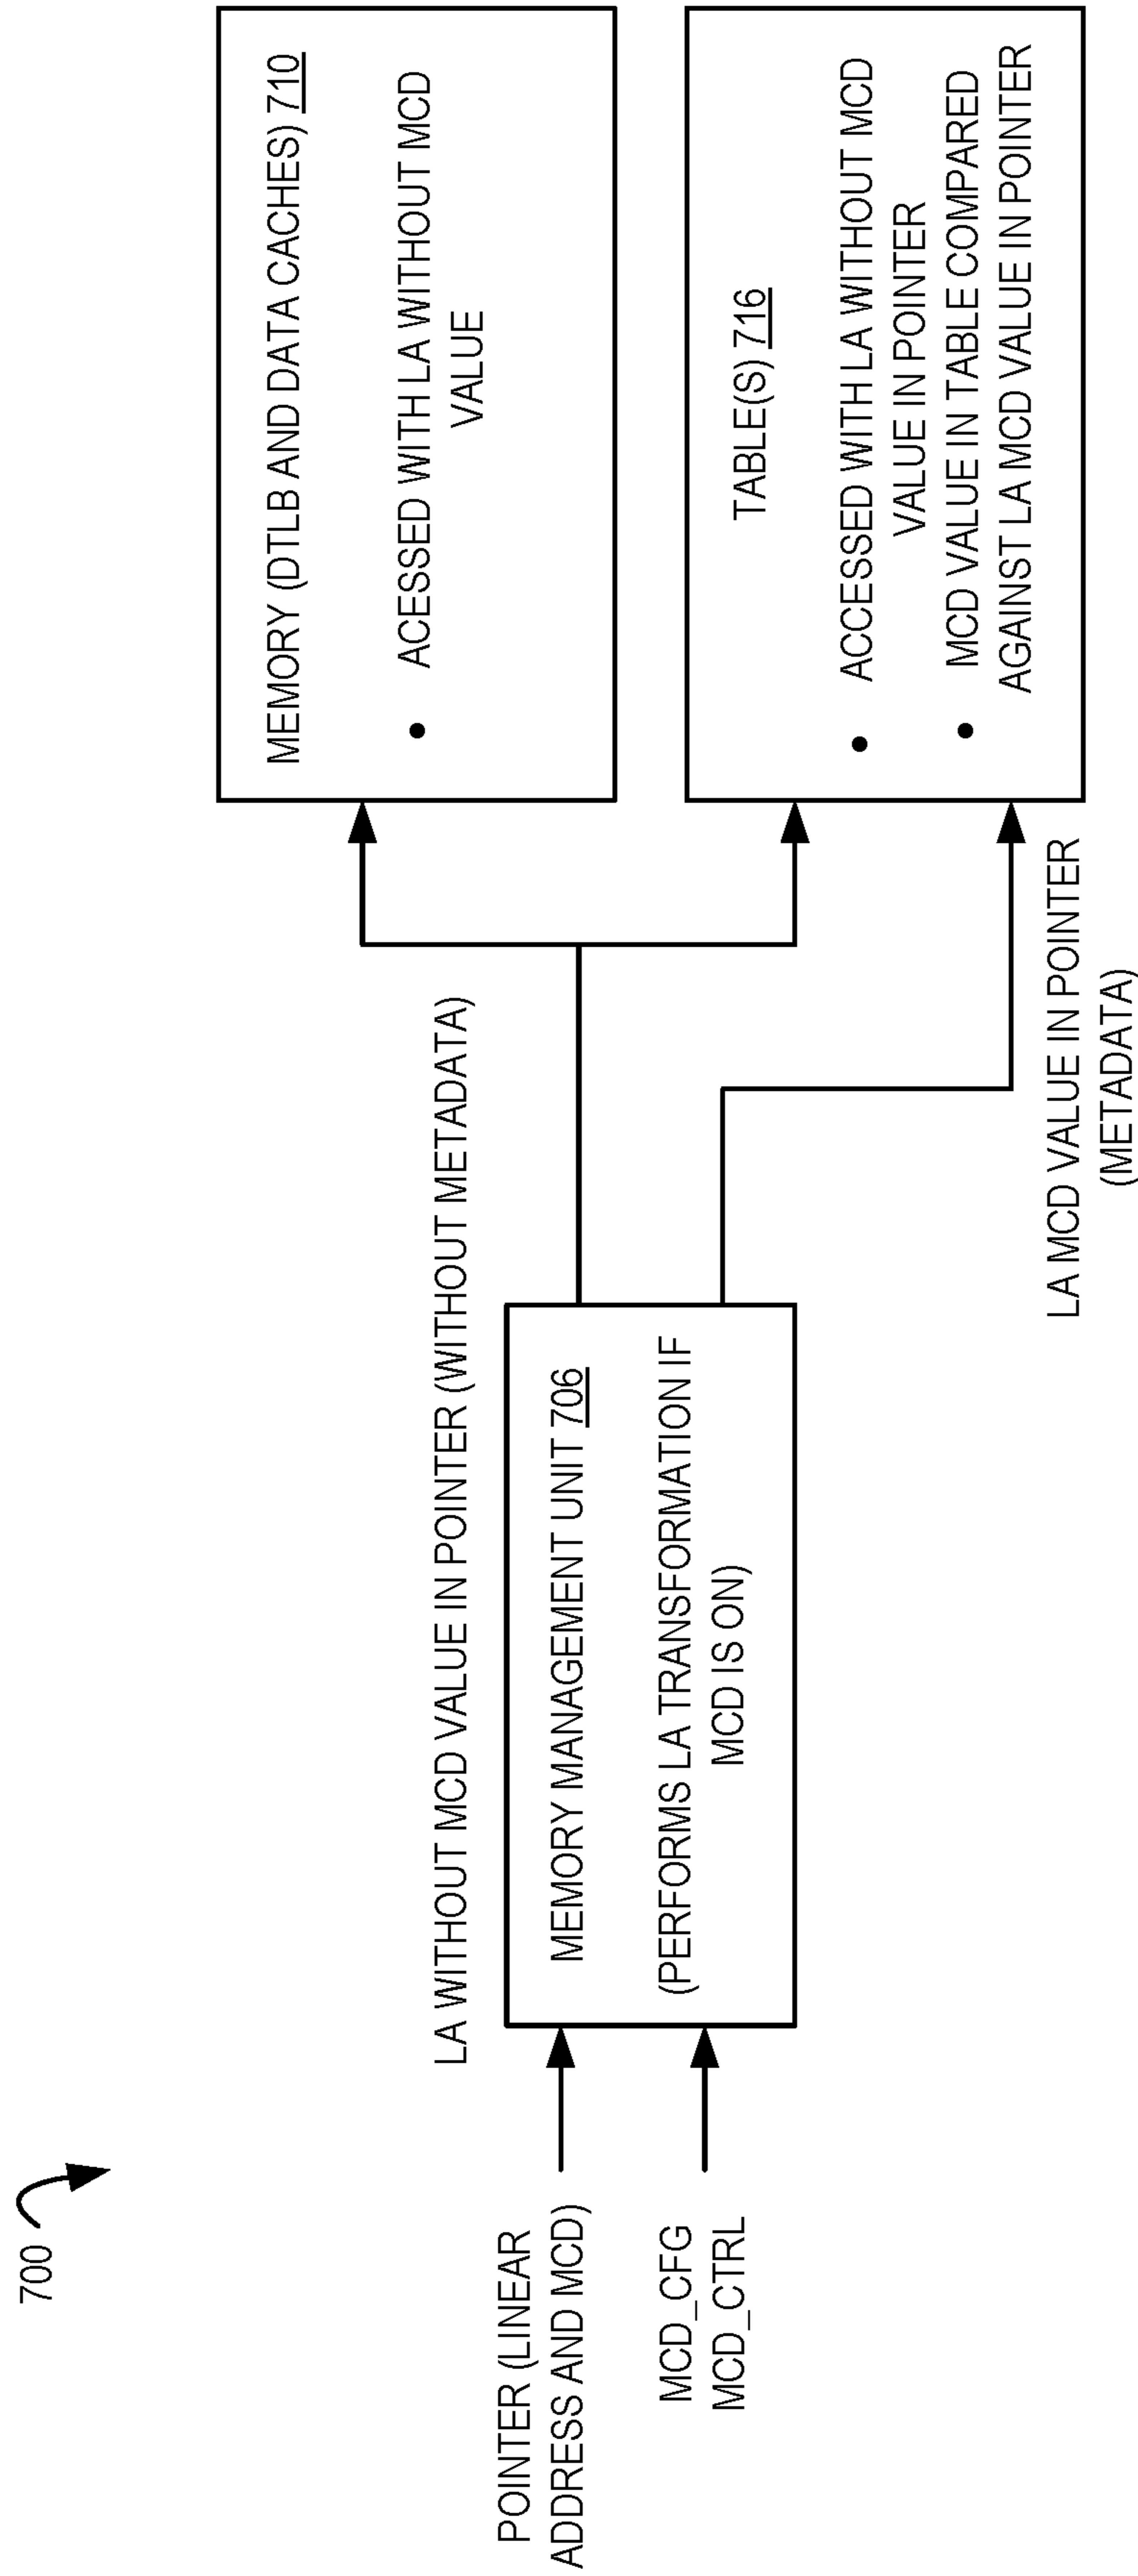 700
POINTER (LINEAR
ADDRESS AND MCD)
MCD_CFG
MCD_CTRL
LA WITHOUT MCD VALUE IN POINTER (WITHOUT METADATA)
MEMORY MANAGEMENT UNIT 706
(PERFORMS LA TRANSFORMATION IF
MCD IS ON)
LA MCD VALUE IN POINTER
(METADATA)
MEMORY (DTLB AND DATA CACHES) 710
• ACESSED WITH LA WITHOUT MCD
VALUE
TABLE(S) 716
• ACCESSED WITH LA WITHOUT MCD
VALUE IN POINTER
• MCD VALUE IN TABLE COMPARED
AGAINST LA MCD VALUE IN POINTER